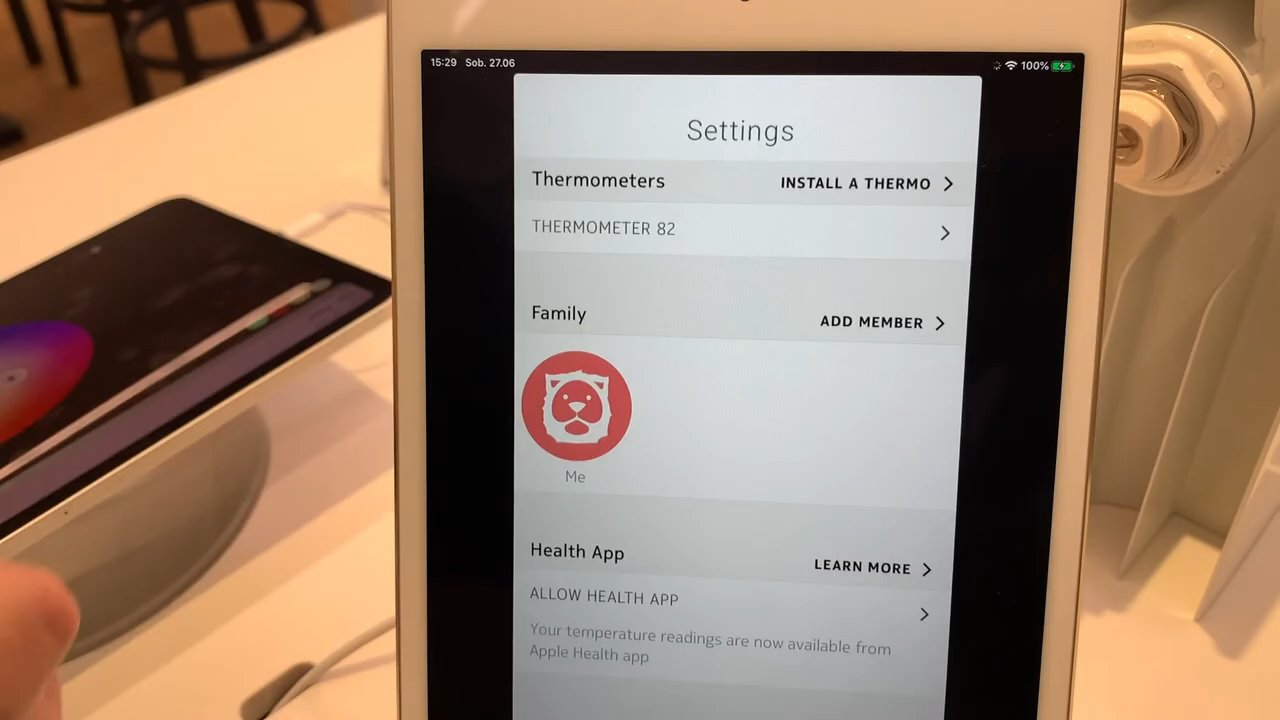 15:29 Sob. 27.06
100%
Settings
Thermometers INSTALL A THERMO
THERMOMETER 82
Family ADD MEMBER
Me
Health App LEARN MORE
ALLOW HEALTH APP
Your temperature readings are now available from
Apple Health app